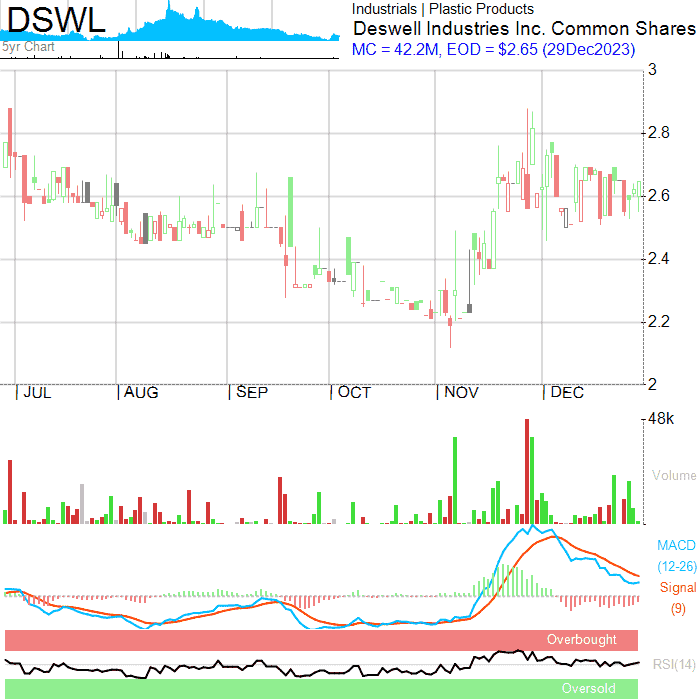 DSWL
5yr Chart
Industrials | Plastic Products
Deswell Industries Inc. Common Shares
MC = 42.2M, EOD = $2.65 (29Dec2023)
3
2.8
2.6
2.4
2.2
2
JUL AUG SEP OCT NOV DEC
48k
Volume
MACD
(12-26)
Signal
(9)
Overbought
RSI(14)
Oversold